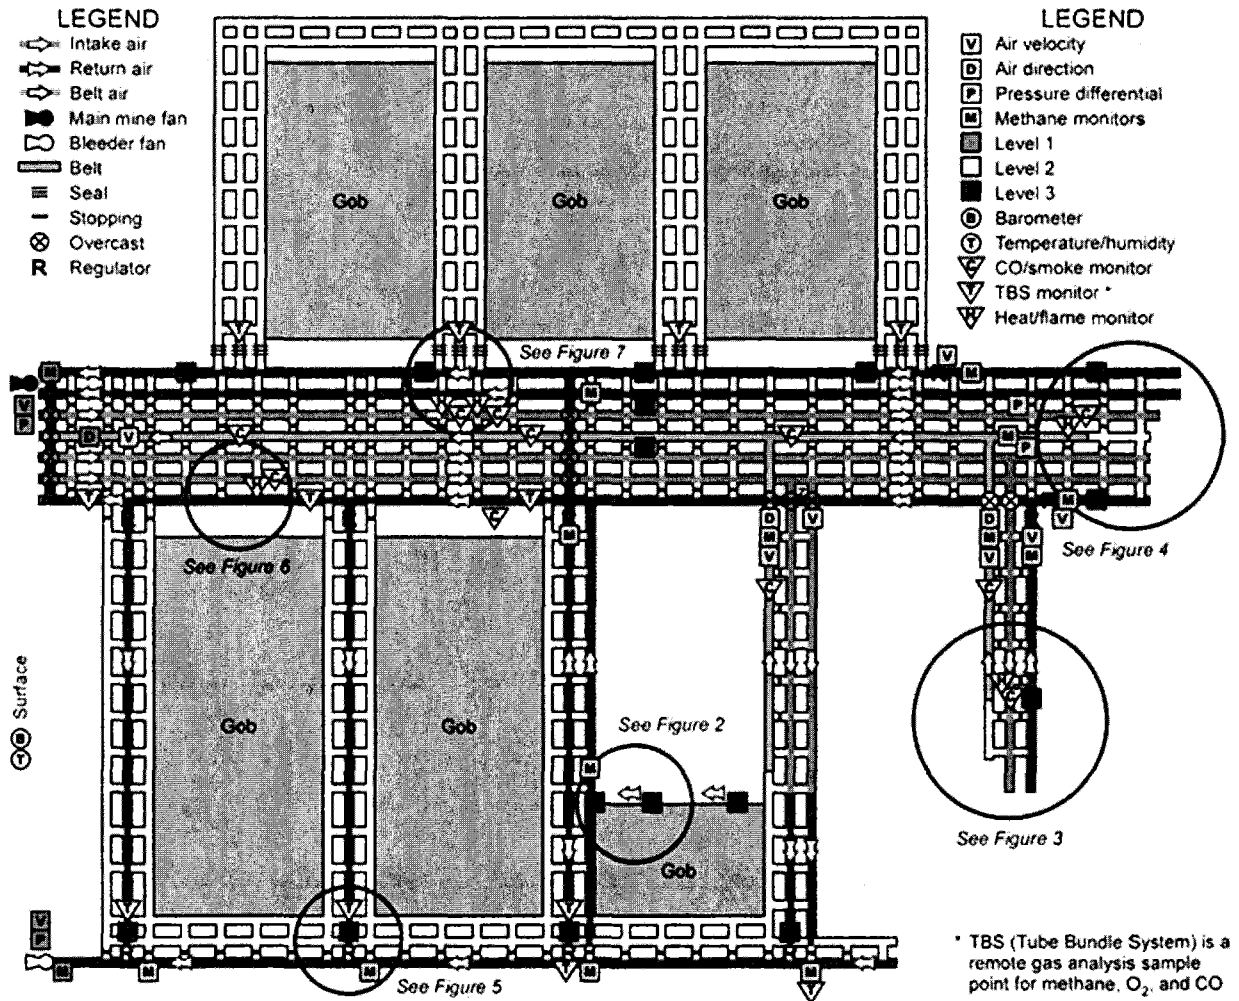 LEGEND
Intake air
Return air
Belt air
Main mine fan
Bleeder fan
Belt
Seal
Stopping
Overcast
R Regulator
LEGEND
V Air velocity
D Air direction
P Pressure differential
M Methane monitors
Level 1
Level 2
Level 3
B Barometer
T Temperature/humidity
C CO/smoke monitor
T TBS monitor *
H Heat/flame monitor
Gob
Gob
Gob
See Figure 7
See Figure 6
See Figure 4
Gob
Gob
See Figure 2
Gob
See Figure 3
See Figure 5
Surface
* TBS (Tube Bundle System) is a
remote gas analysis sample
point for methane, O₂, and CO